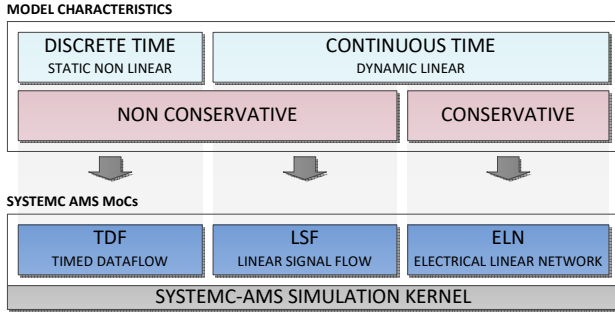 MODEL CHARACTERISTICS
DISCRETE TIME
STATIC NON LINEAR
CONTINUOUS TIME
DYNAMIC LINEAR
NON CONSERVATIVE
CONSERVATIVE
SYSTEMC AMS MoCs
TDF
TIMED DATAFLOW
LSF
LINEAR SIGNAL FLOW
ELN
ELECTRICAL LINEAR NETWORK
SYSTEMC-AMS SIMULATION KERNEL